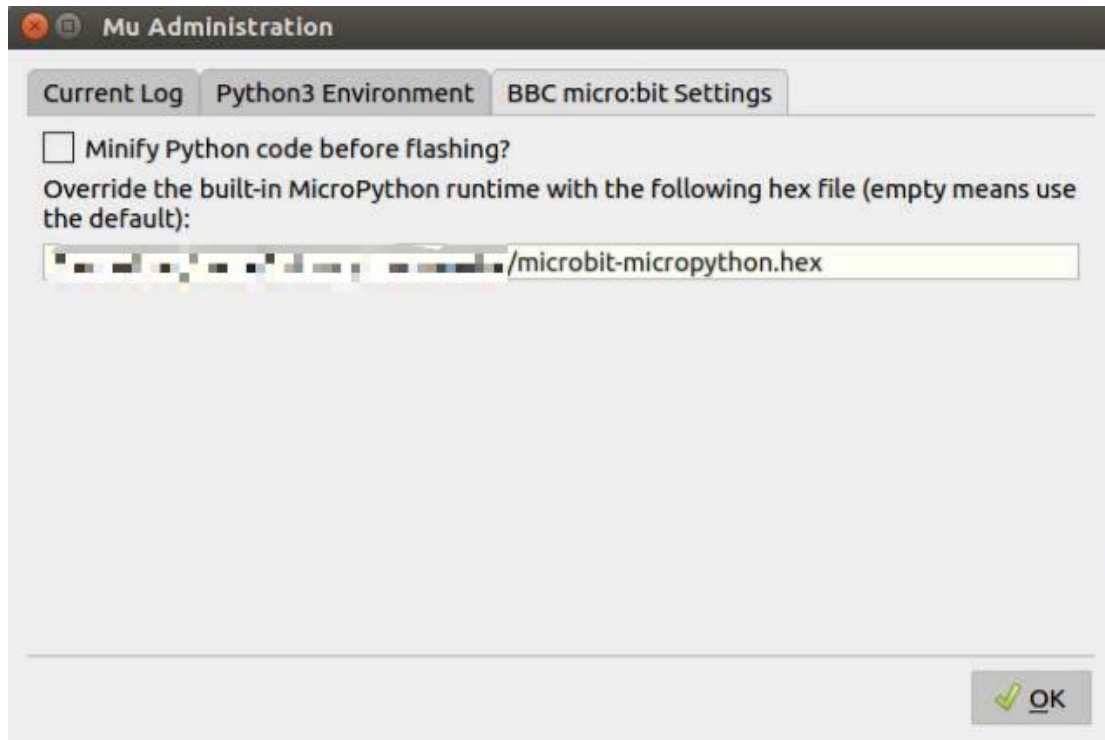 Mu Administration
Current Log Python3 Environment BBC micro:bit Settings
Minify Python code before flashing?
Override the built-in MicroPython runtime with the following hex file (empty means use
the default):
/microbit-micropython.hex
OK